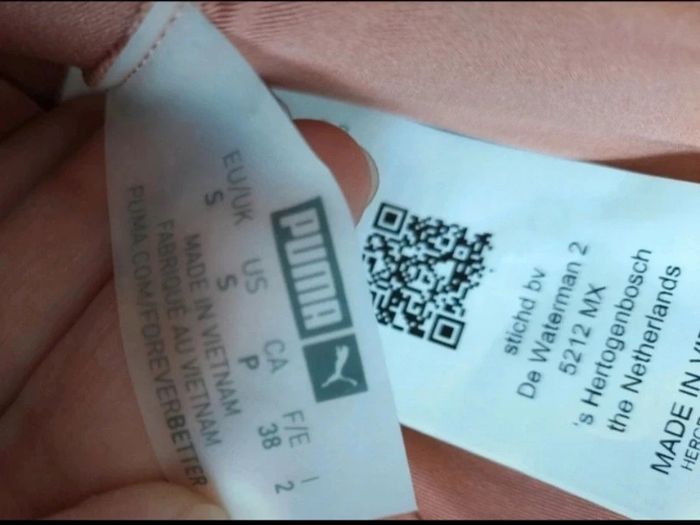 PUMA
EU/UK US CA F/E I
S S P 38 2
MADE IN VIETNAM
FABRIQUÉ AU VIETNAM
PUMA.COM/FOREVERBETTER
stichd bv
De Waterman 2
5212 MX
's Hertogenbosch
the Netherlands
MADE IN